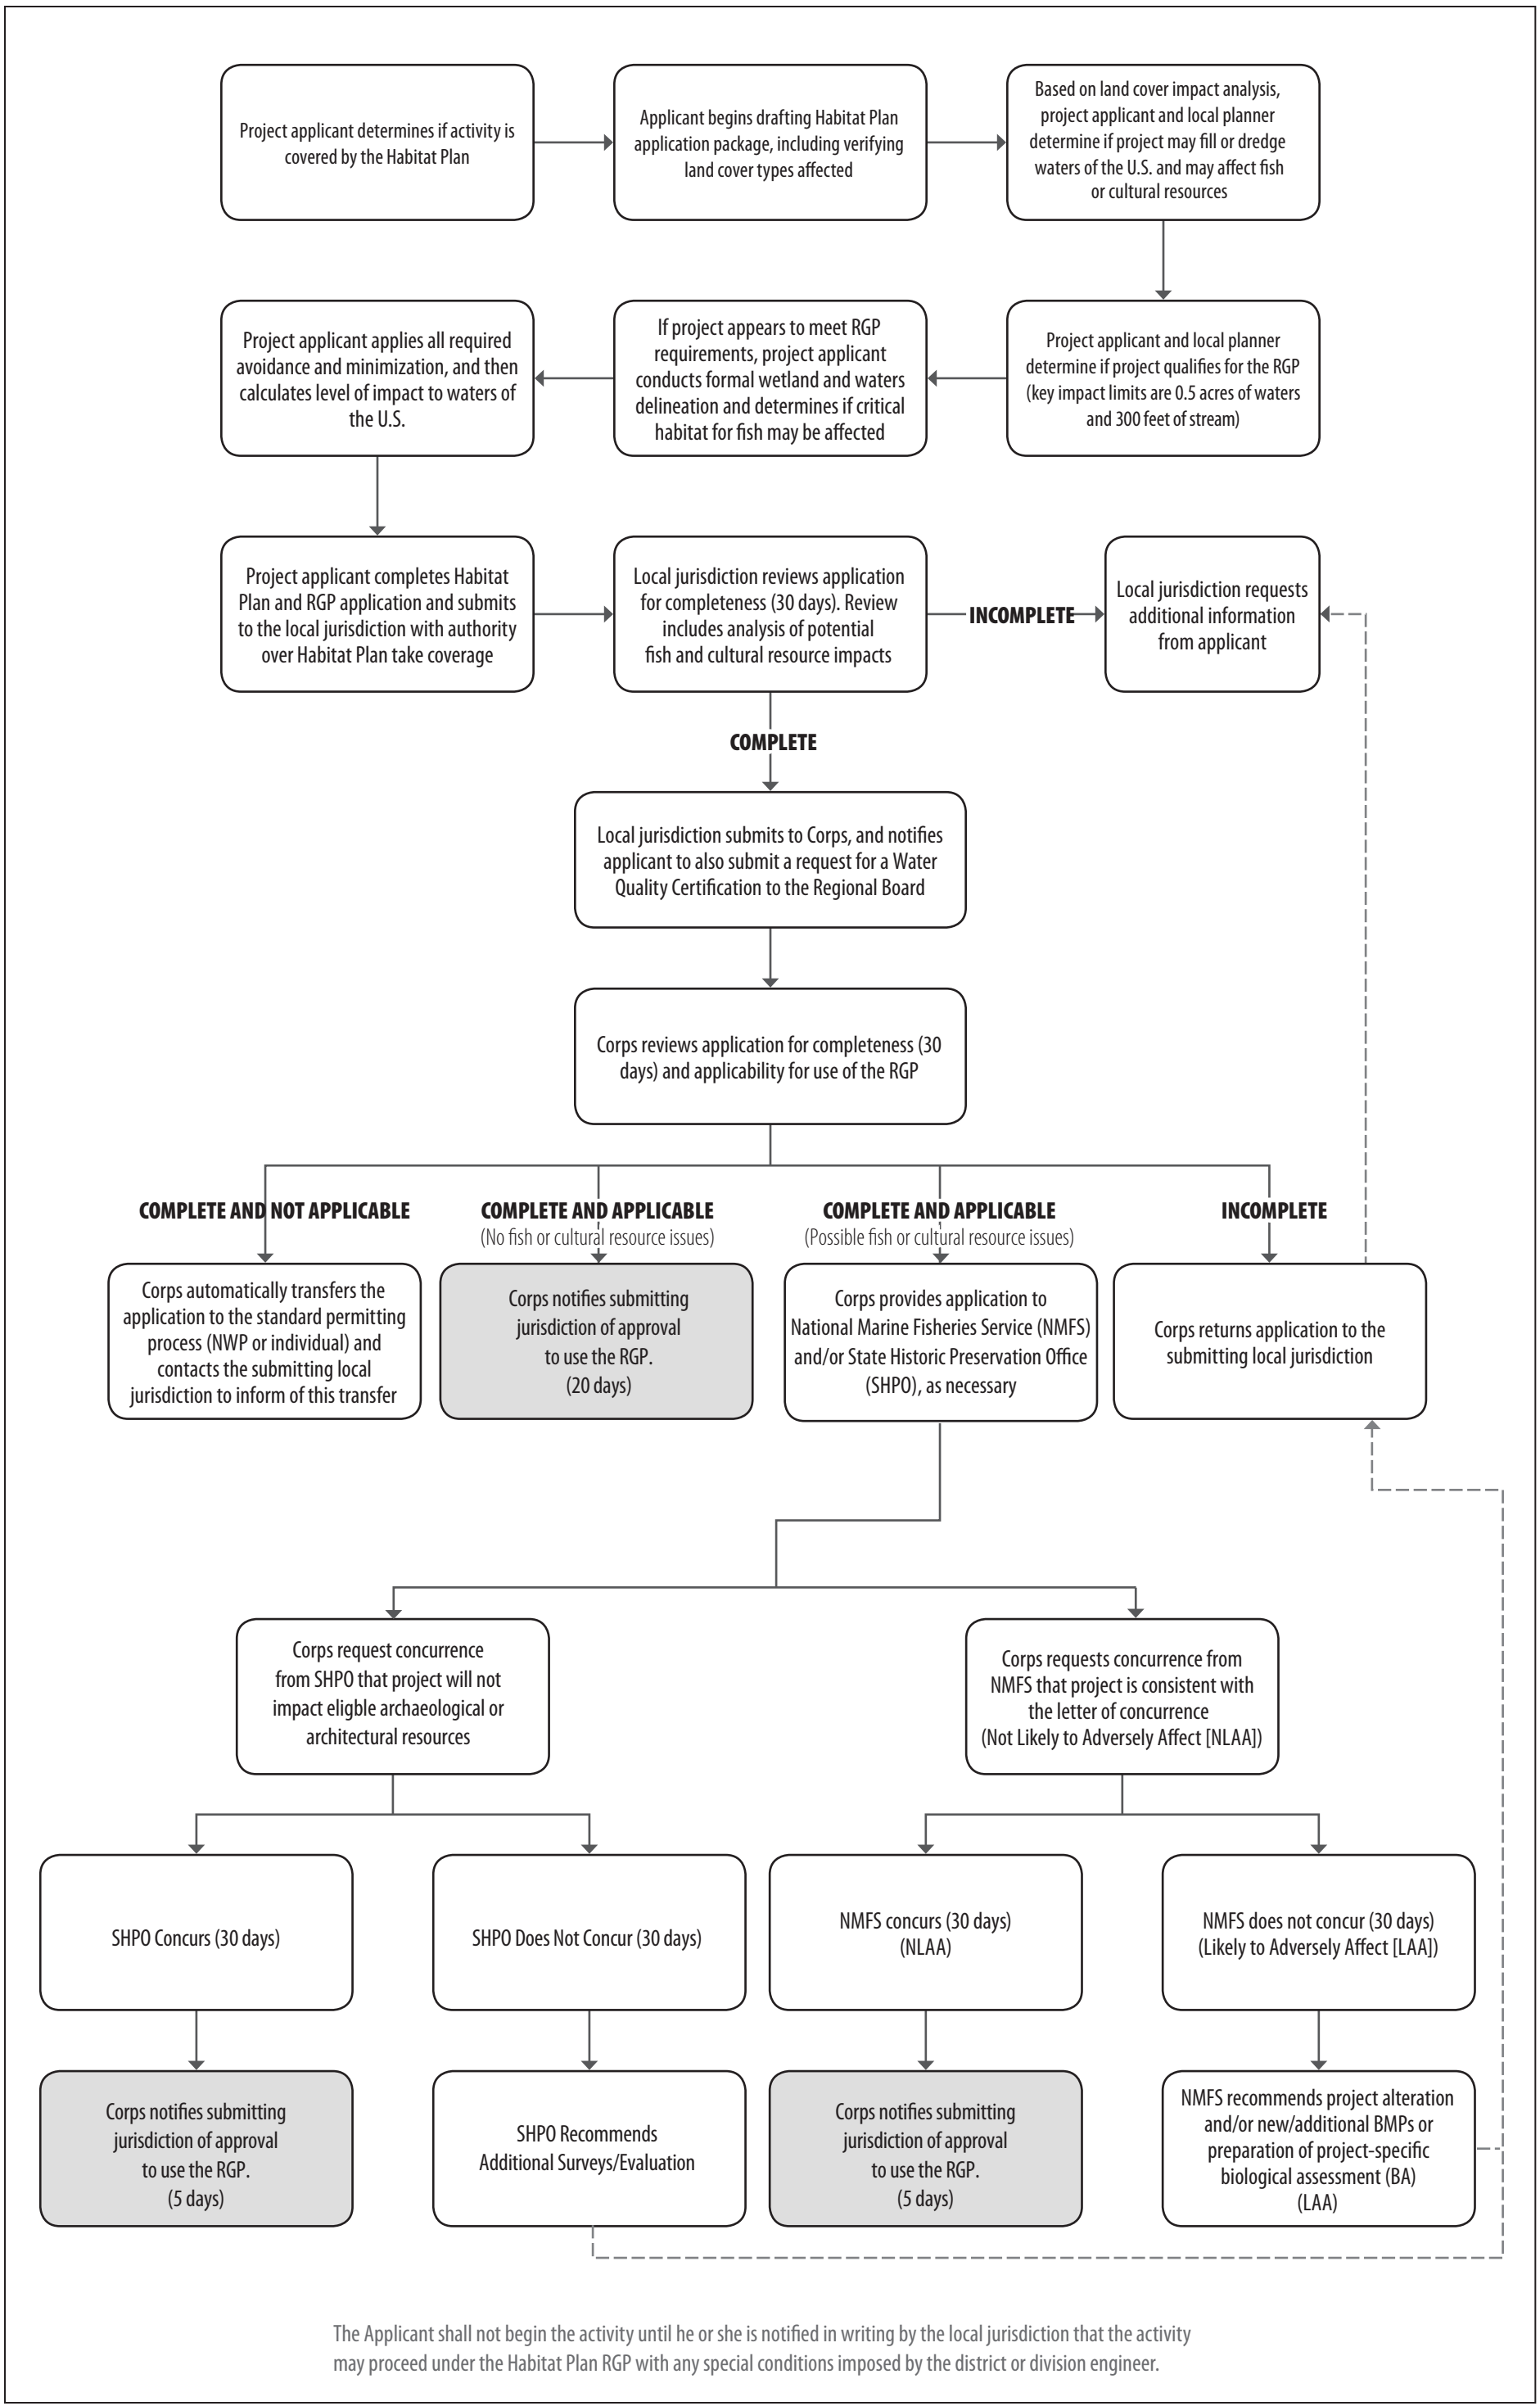 Project applicant determines if activity is
covered by the Habitat Plan
Applicant begins drafting Habitat Plan
application package, including verifying
land cover types affected
Based on land cover impact analysis,
project applicant and local planner
determine if project may fill or dredge
waters of the U.S. and may affect fish
or cultural resources
Project applicant and local planner
determine if project qualifies for the RGP
(key impact limits are 0.5 acres of waters
and 300 feet of stream)
If project appears to meet RGP
requirements, project applicant
conducts formal wetland and waters
delineation and determines if critical
habitat for fish may be affected
Project applicant applies all required
avoidance and minimization, and then
calculates level of impact to waters of
the U.S.
Project applicant completes Habitat
Plan and RGP application and submits
to the local jurisdiction with authority
over Habitat Plan take coverage
Local jurisdiction reviews application
for completeness (30 days). Review
includes analysis of potential
fish and cultural resource impacts
INCOMPLETE
Local jurisdiction requests
additional information
from applicant
COMPLETE
Local jurisdiction submits to Corps, and notifies
applicant to also submit a request for a Water
Quality Certification to the Regional Board
Corps reviews application for completeness (30
days) and applicability for use of the RGP
COMPLETE AND NOT APPLICABLE
Corps automatically transfers the
application to the standard permitting
process (NWP or individual) and
contacts the submitting local
jurisdiction to inform of this transfer
COMPLETE AND APPLICABLE
(No fish or cultural resource issues)
Corps notifies submitting
jurisdiction of approval
to use the RGP.
(20 days)
COMPLETE AND APPLICABLE
(Possible fish or cultural resource issues)
Corps provides application to
National Marine Fisheries Service (NMFS)
and/or State Historic Preservation Office
(SHPO), as necessary
INCOMPLETE
Corps returns application to the
submitting local jurisdiction
Corps request concurrence
from SHPO that project will not
impact eligble archaeological or
architectural resources
Corps requests concurrence from
NMFS that project is consistent with
the letter of concurrence
(Not Likely to Adversely Affect [NLAA])
SHPO Concurs (30 days)
SHPO Does Not Concur (30 days)
NMFS concurs (30 days)
(NLAA)
NMFS does not concur (30 days)
(Likely to Adversely Affect [LAA])
Corps notifies submitting
jurisdiction of approval
to use the RGP.
(5 days)
SHPO Recommends
Additional Surveys/Evaluation
Corps notifies submitting
jurisdiction of approval
to use the RGP.
(5 days)
NMFS recommends project alteration
and/or new/additional BMPs or
preparation of project-specific
biological assessment (BA)
(LAA)
The Applicant shall not begin the activity until he or she is notified in writing by the local jurisdiction that the activity
may proceed under the Habitat Plan RGP with any special conditions imposed by the district or division engineer.